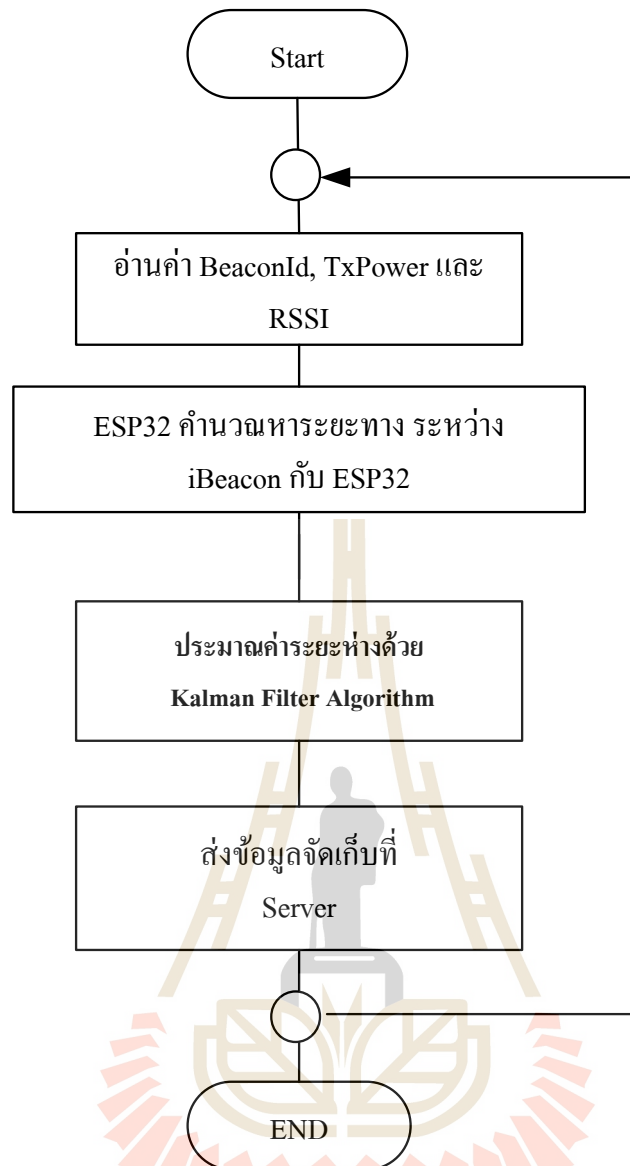 Start
อ่านค่า BeaconId, TxPower และ
RSSI
ESP32 คำนวณหาระยะทาง ระหว่าง
iBeacon กับ ESP32
ประมาณค่าระยะห่างด้วย
Kalman Filter Algorithm
ส่งข้อมูลจัดเก็บที่
Server
END